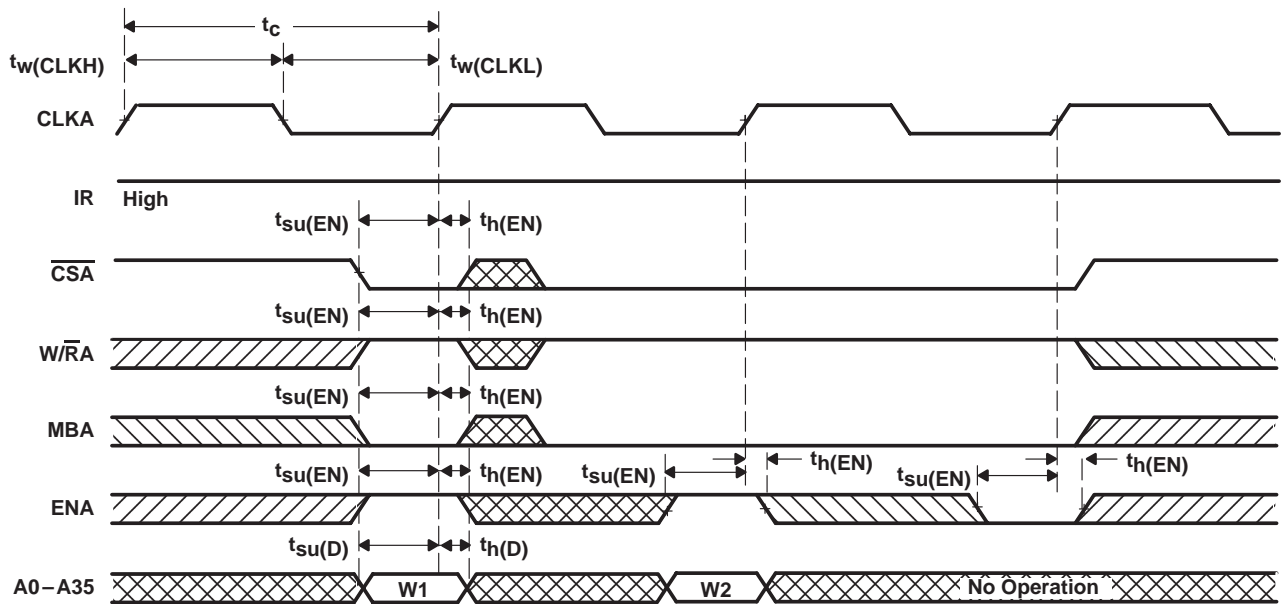 tc
tw(CLKH) tw(CLKL)
CLKA
IR High
tsu(EN) th(EN)
CSA
tsu(EN) th(EN)
W/RA
tsu(EN) th(EN)
MBA
tsu(EN) th(EN) tsu(EN) th(EN) tsu(EN) th(EN)
ENA
tsu(D) th(D)
A0–A35 W1 W2 No Operation